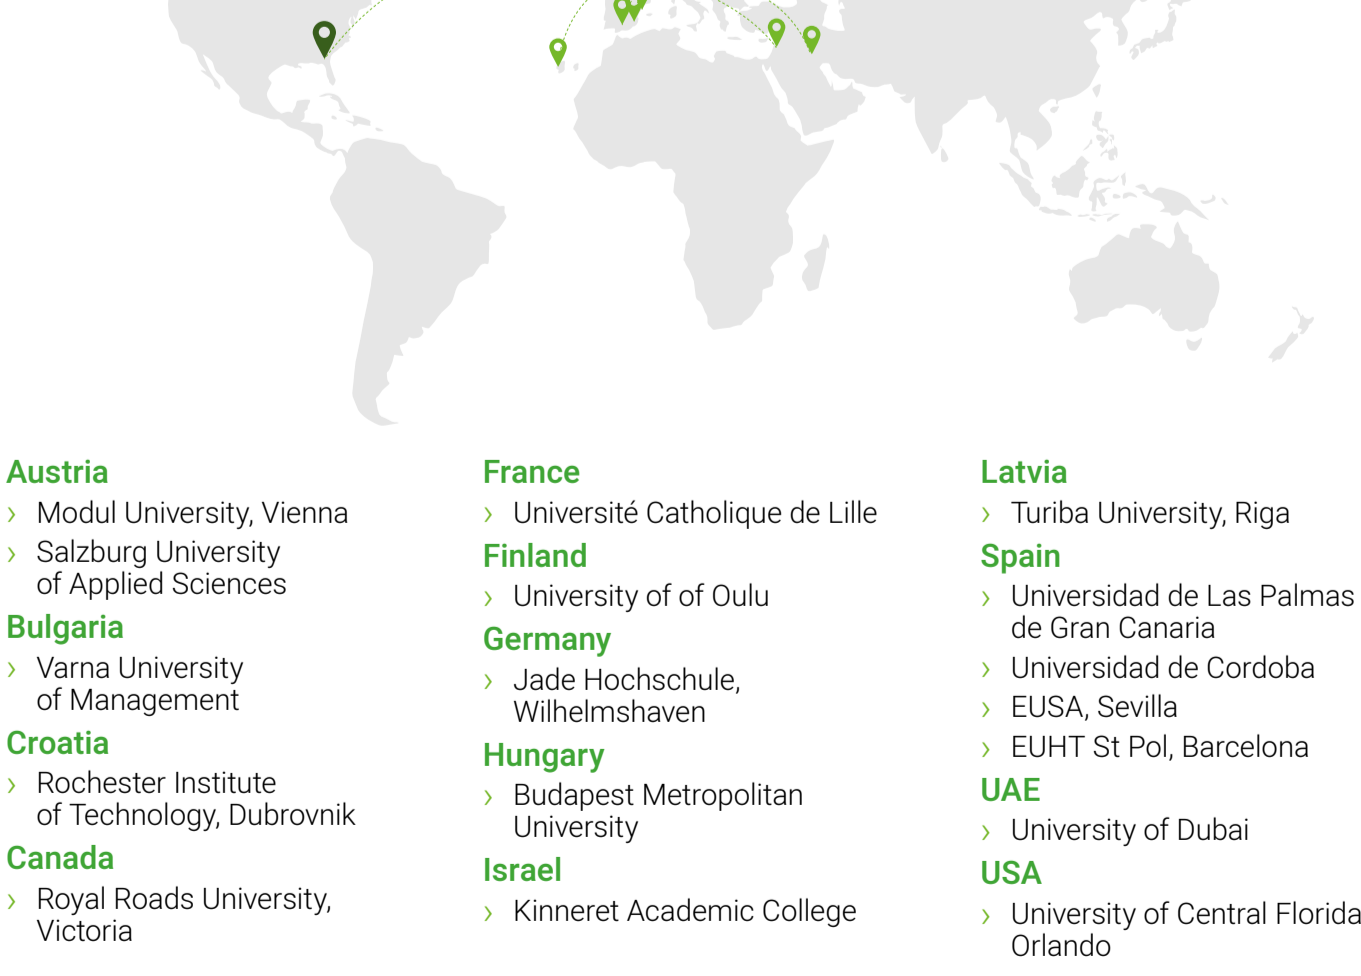 Austria
› Modul University, Vienna
› Salzburg University
of Applied Sciences
Bulgaria
› Varna University
of Management
Croatia
› Rochester Institute
of Technology, Dubrovnik
Canada
› Royal Roads University,
Victoria
France
› Université Catholique de Lille
Finland
› University of of Oulu
Germany
› Jade Hochschule,
Wilhelmshaven
Hungary
› Budapest Metropolitan
University
Israel
› Kinneret Academic College
Latvia
› Turiba University, Riga
Spain
› Universidad de Las Palmas
de Gran Canaria
› Universidad de Cordoba
› EUSA, Sevilla
› EUHT St Pol, Barcelona
UAE
› University of Dubai
USA
› University of Central Florida
Orlando